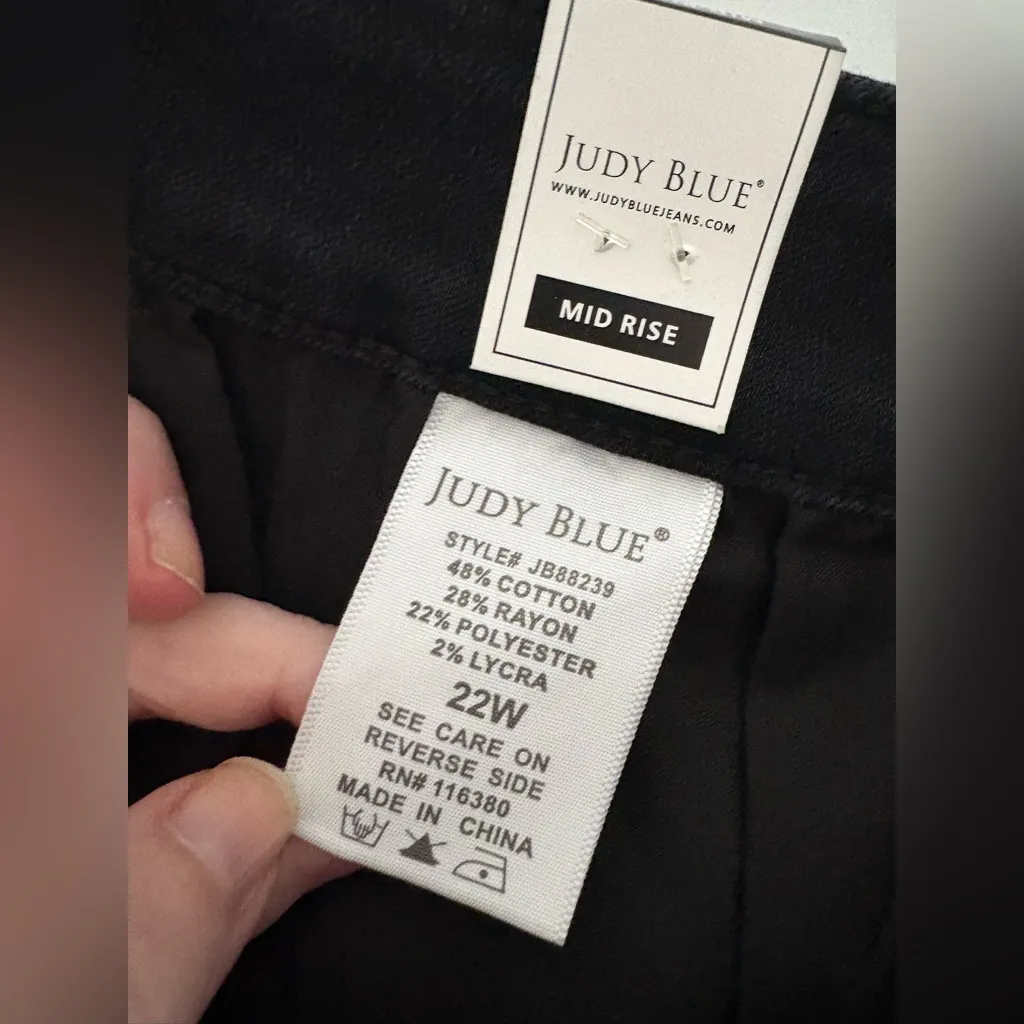 JUDY BLUE®
WWW.JUDYBLUEJEANS.COM
MID RISE
JUDY BLUE®
STYLE# JB88239
48% COTTON
28% RAYON
22% POLYESTER
2% LYCRA
22W
SEE CARE ON
REVERSE SIDE
RN# 116380
MADE IN CHINA